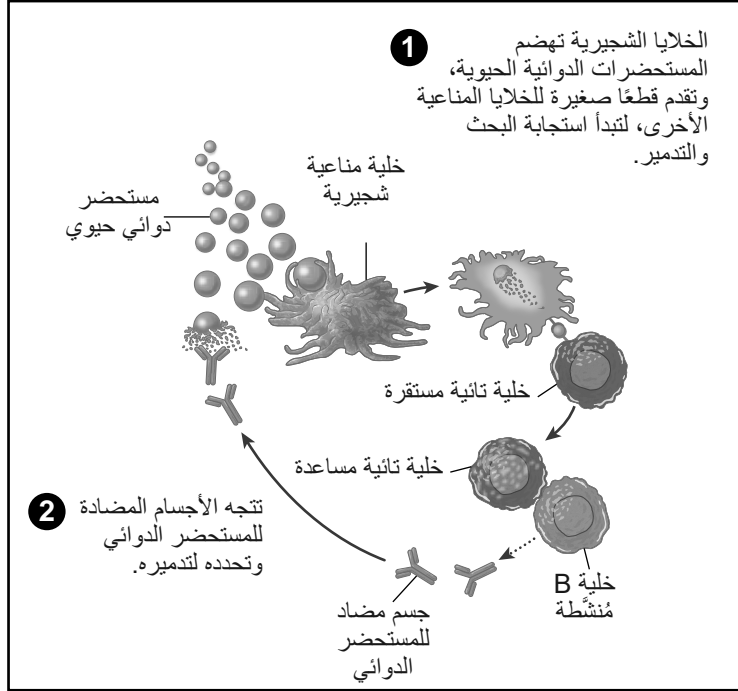 1
الخلايا الشجيرية تهضم
المستحضرات الدوائية الحيوية،
وتقدم قطعًا صغيرة للخلايا المناعية
الأخرى، لتبدأ استجابة البحث
والتدمير.
خلية مناعية
شجيرية
مستحضر
دوائي حيوي
خلية تائية مستقرة
خلية تائية مساعدة
2
تتجه الأجسام المضادة
للمستحضر الدوائي
وتحدده لتدميره.
خلية B
مُنشَّطة
جسم مضاد
للمستحضر
الدوائي